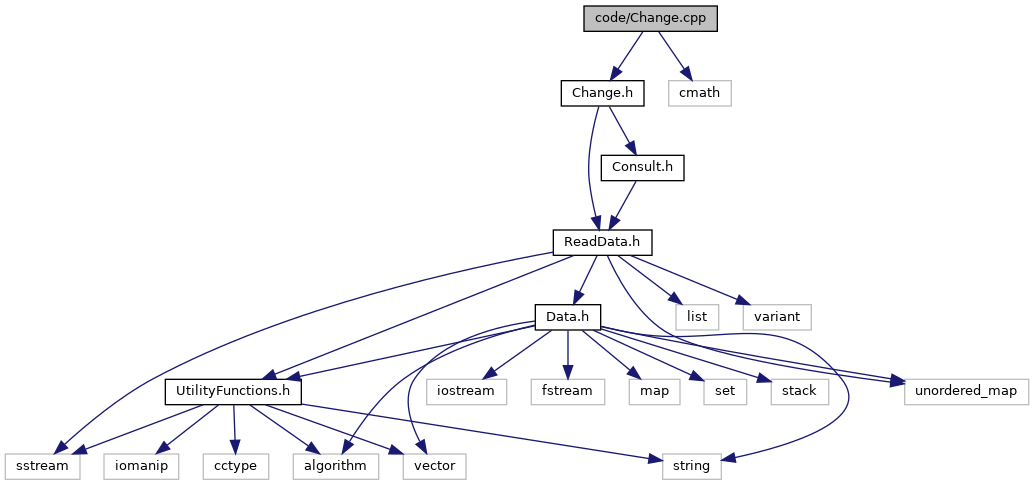 code/Change.cpp
Change.h
cmath
Consult.h
ReadData.h
Data.h
list
variant
UtilityFunctions.h
iostream
fstream
map
set
stack
unordered_map
sstream
iomanip
cctype
algorithm
vector
string